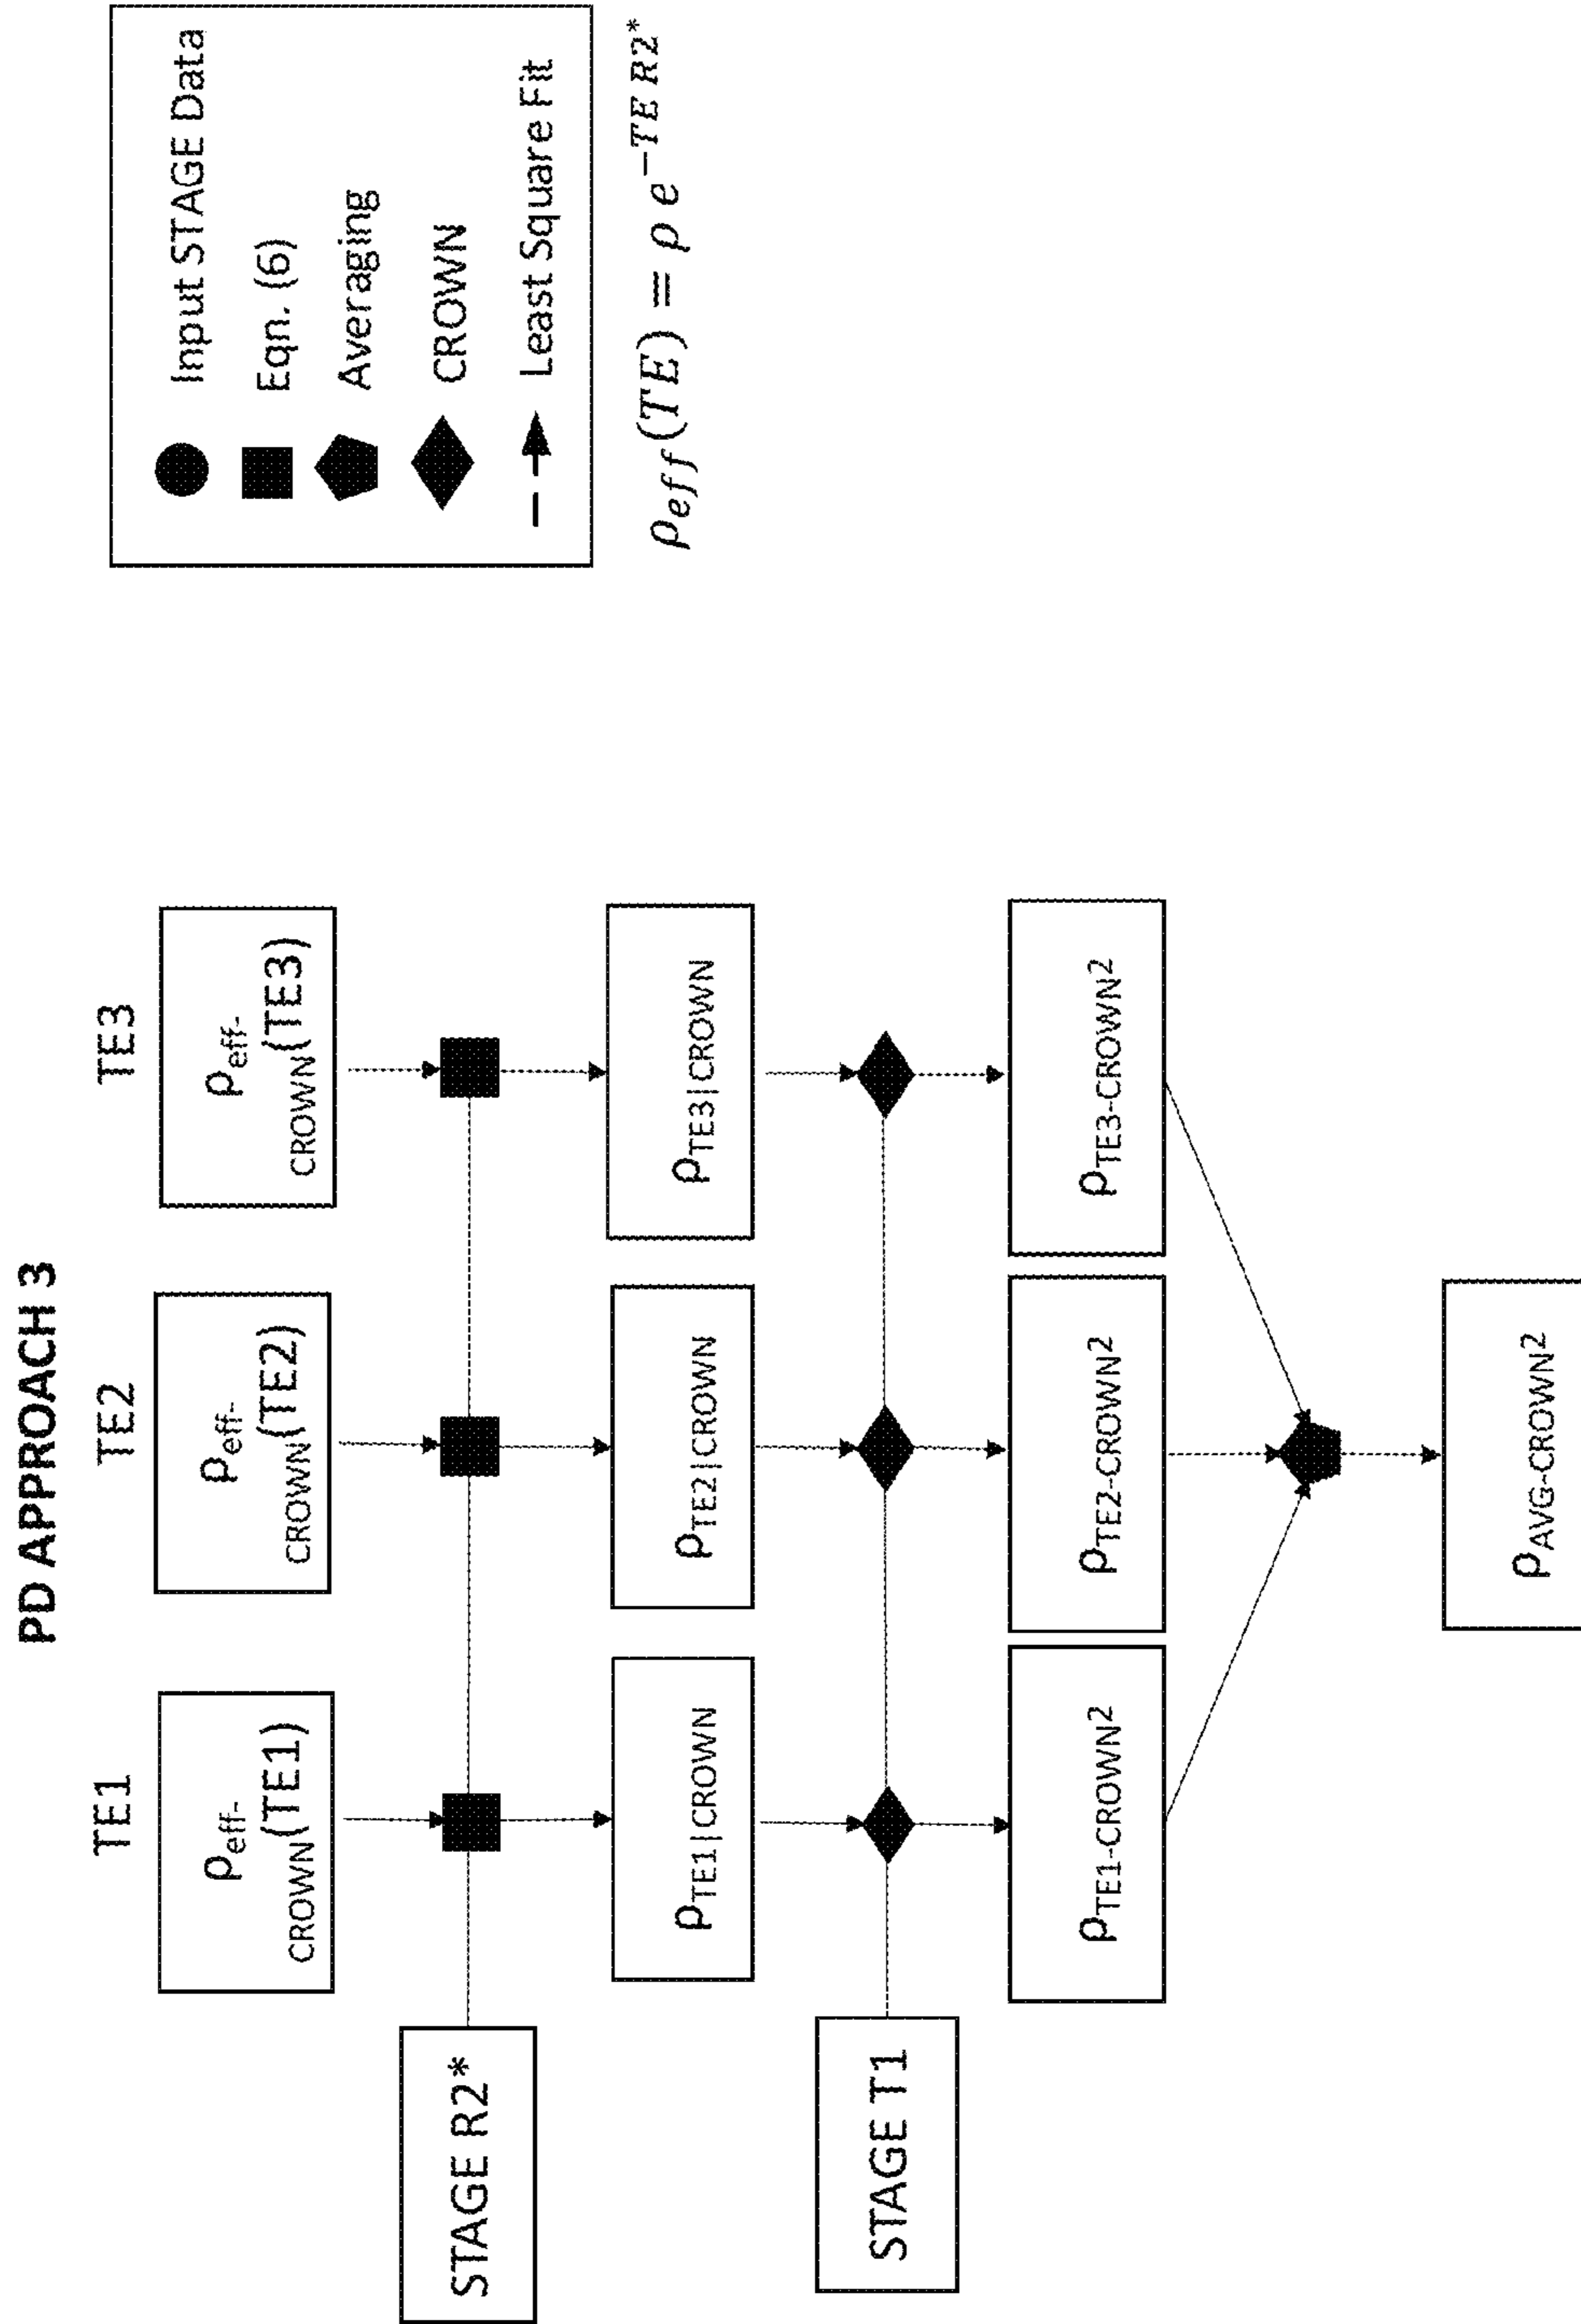 PD APPROACH 3
TE1
TE2
TE3
ρeff-
CROWN(TE1)
ρeff-
CROWN(TE2)
ρeff-
CROWN(TE3)
STAGE R2*
ρTE1|CROWN
ρTE2|CROWN
ρTE3|CROWN
STAGE T1
ρTE1-CROWN²
ρTE2-CROWN²
ρTE3-CROWN²
ρAVG-CROWN²
Input STAGE Data
Eqn. (6)
Averaging
CROWN
Least Square Fit
ρeff(TE) = ρ e^−TE R2*